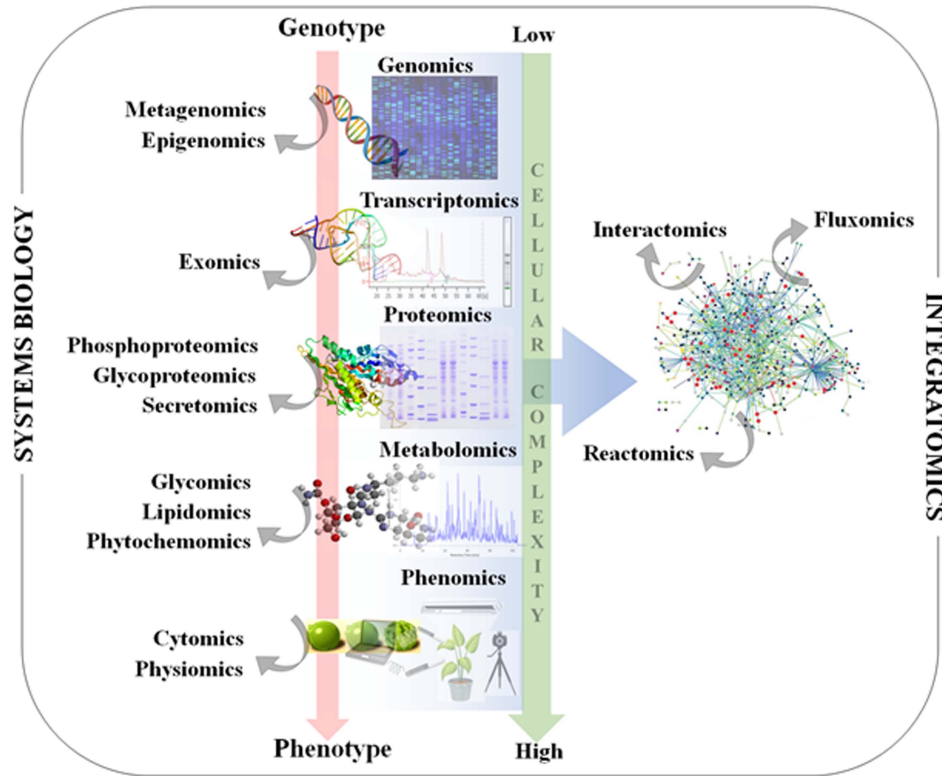 Genotype
Low
Genomics
Metagenomics
Epigenomics
Transcriptomics
Exomics
Proteomics
Phosphoproteomics
Glycoproteomics
Secretomics
Metabolomics
Glycomics
Lipidomics
Phytochemomics
Phenomics
Cytomics
Physiomics
Phenotype
High
CELLULAR COMPLEXITY
SYSTEMS BIOLOGY
Interactomics
Fluxomics
Reactomics
INTEGRATOMICS